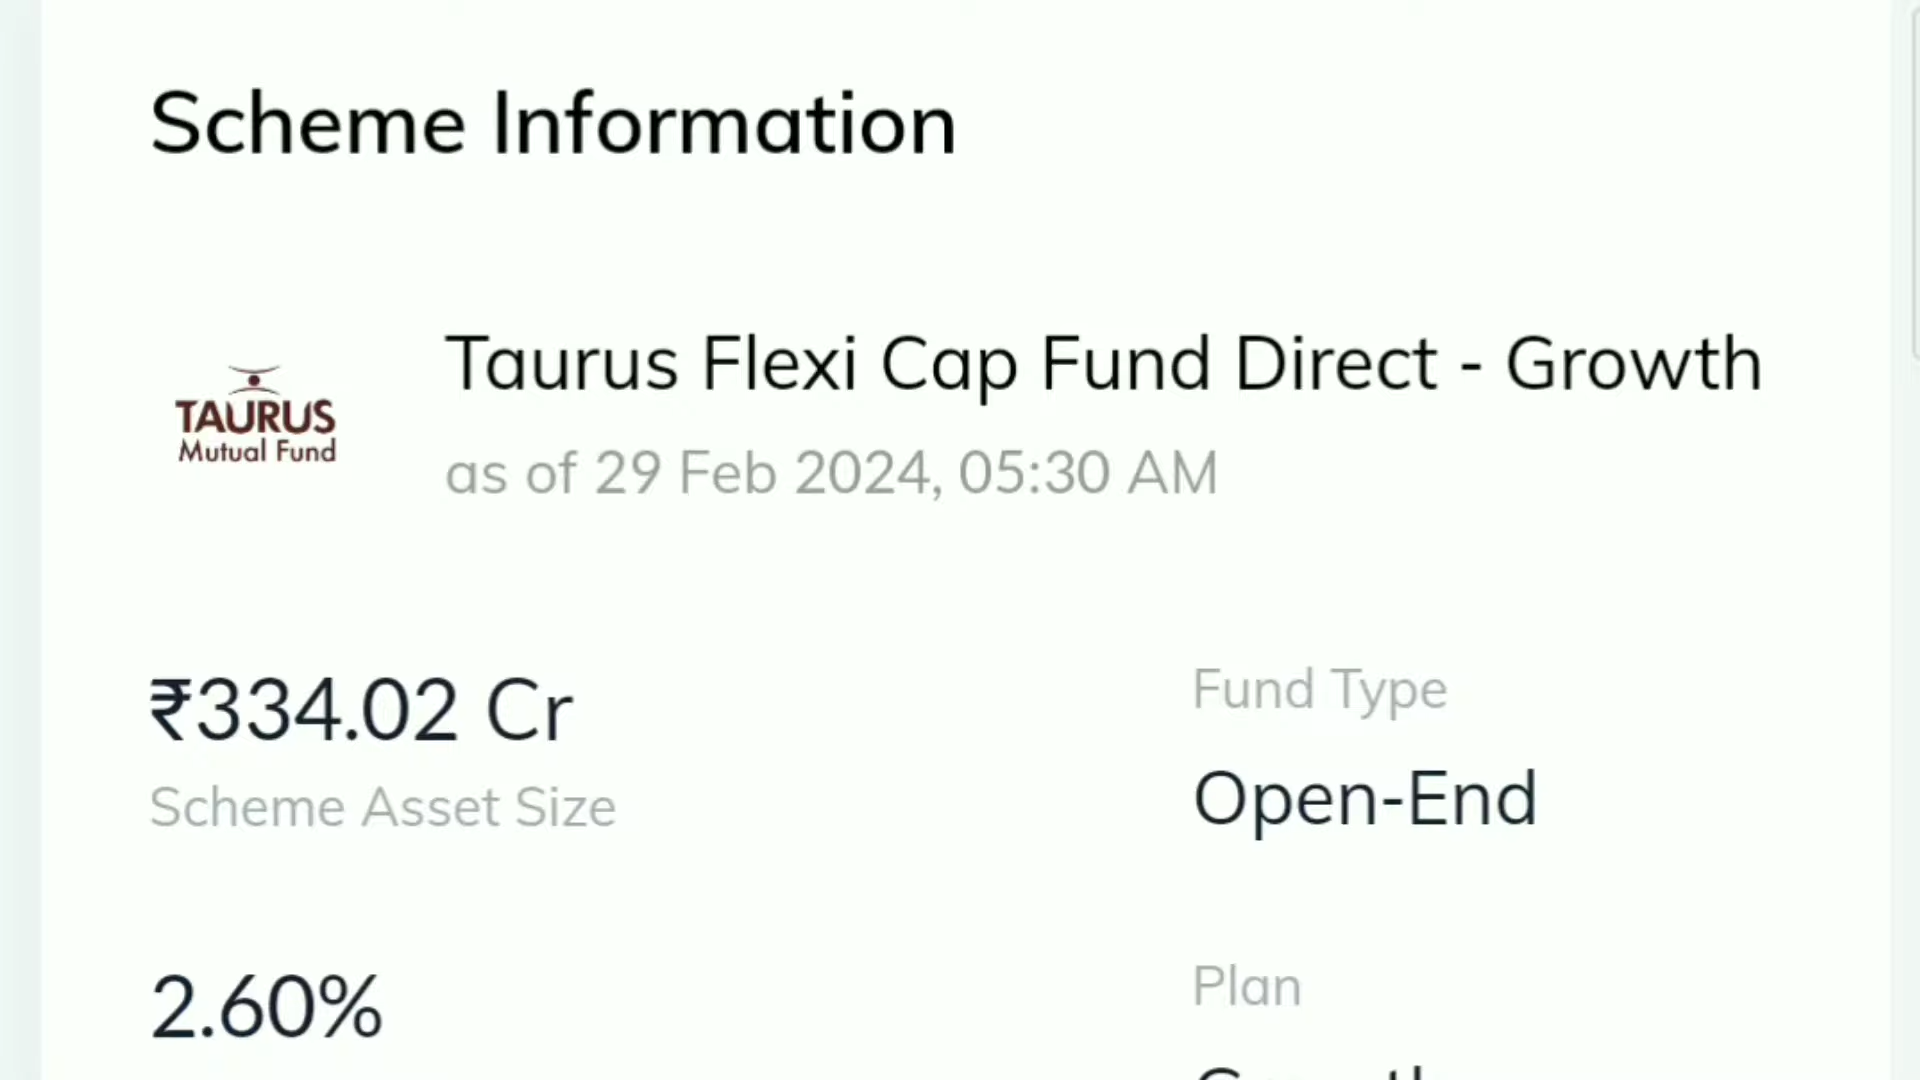 Scheme Information
TAURUS
Mutual Fund
Taurus Flexi Cap Fund Direct - Growth
as of 29 Feb 2024, 05:30 AM
₹334.02 Cr
Scheme Asset Size
Fund Type
Open-End
2.60%
Plan